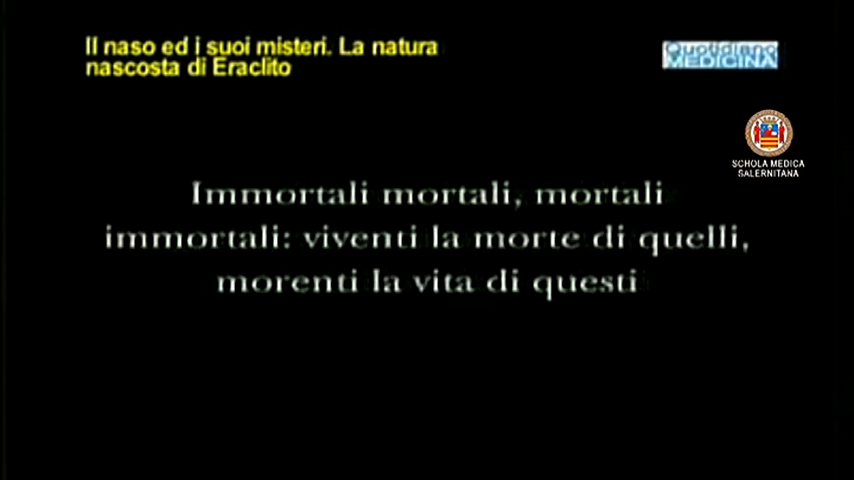 Il naso ed i suoi misteri. La natura
nascosta di Eraclito
Quotidiano
MEDICINA
SCHOLA MEDICA
SALERNITANA
Immortali mortali, mortali
immortali: viventi la morte di quelli,
morenti la vita di questi